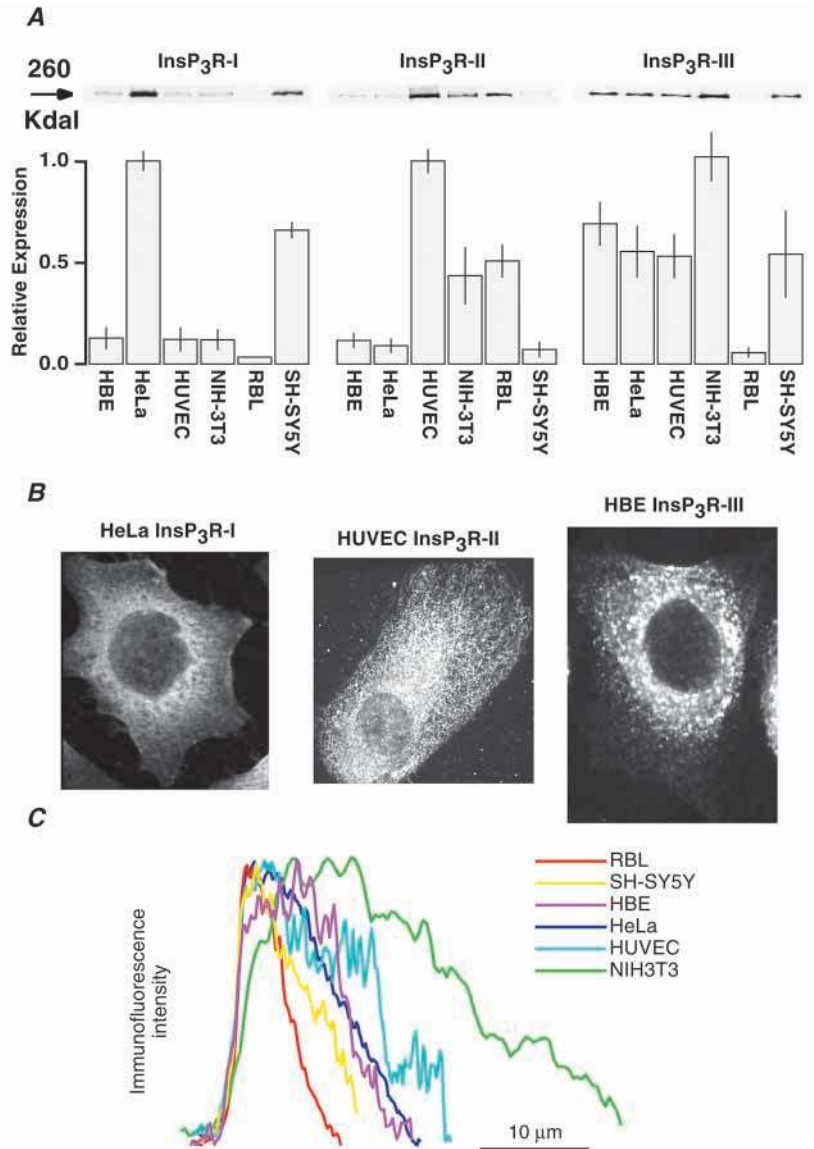 A
InsP3R-I InsP3R-II InsP3R-III
260
Kdal
Relative Expression
1.0
0.5
0.0
HBE HeLa HUVEC NIH-3T3 RBL SH-SY5Y
HBE HeLa HUVEC NIH-3T3 RBL SH-SY5Y
HBE HeLa HUVEC NIH-3T3 RBL SH-SY5Y
B
HeLa InsP3R-I
HUVEC InsP3R-II
HBE InsP3R-III
C
Immunofluorescence
intensity
RBL
SH-SY5Y
HBE
HeLa
HUVEC
NIH3T3
10 μm